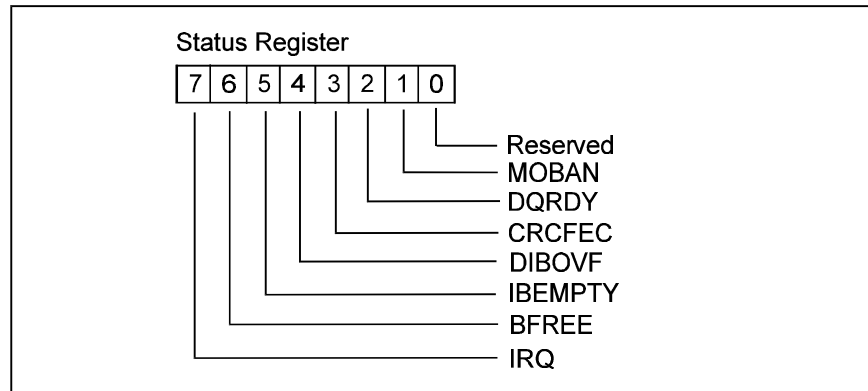 Status Register
7 6 5 4 3 2 1 0
Reserved
MOBAN
DQRDY
CRCFEC
DIBOVF
IBEMPTY
BFREE
IRQ